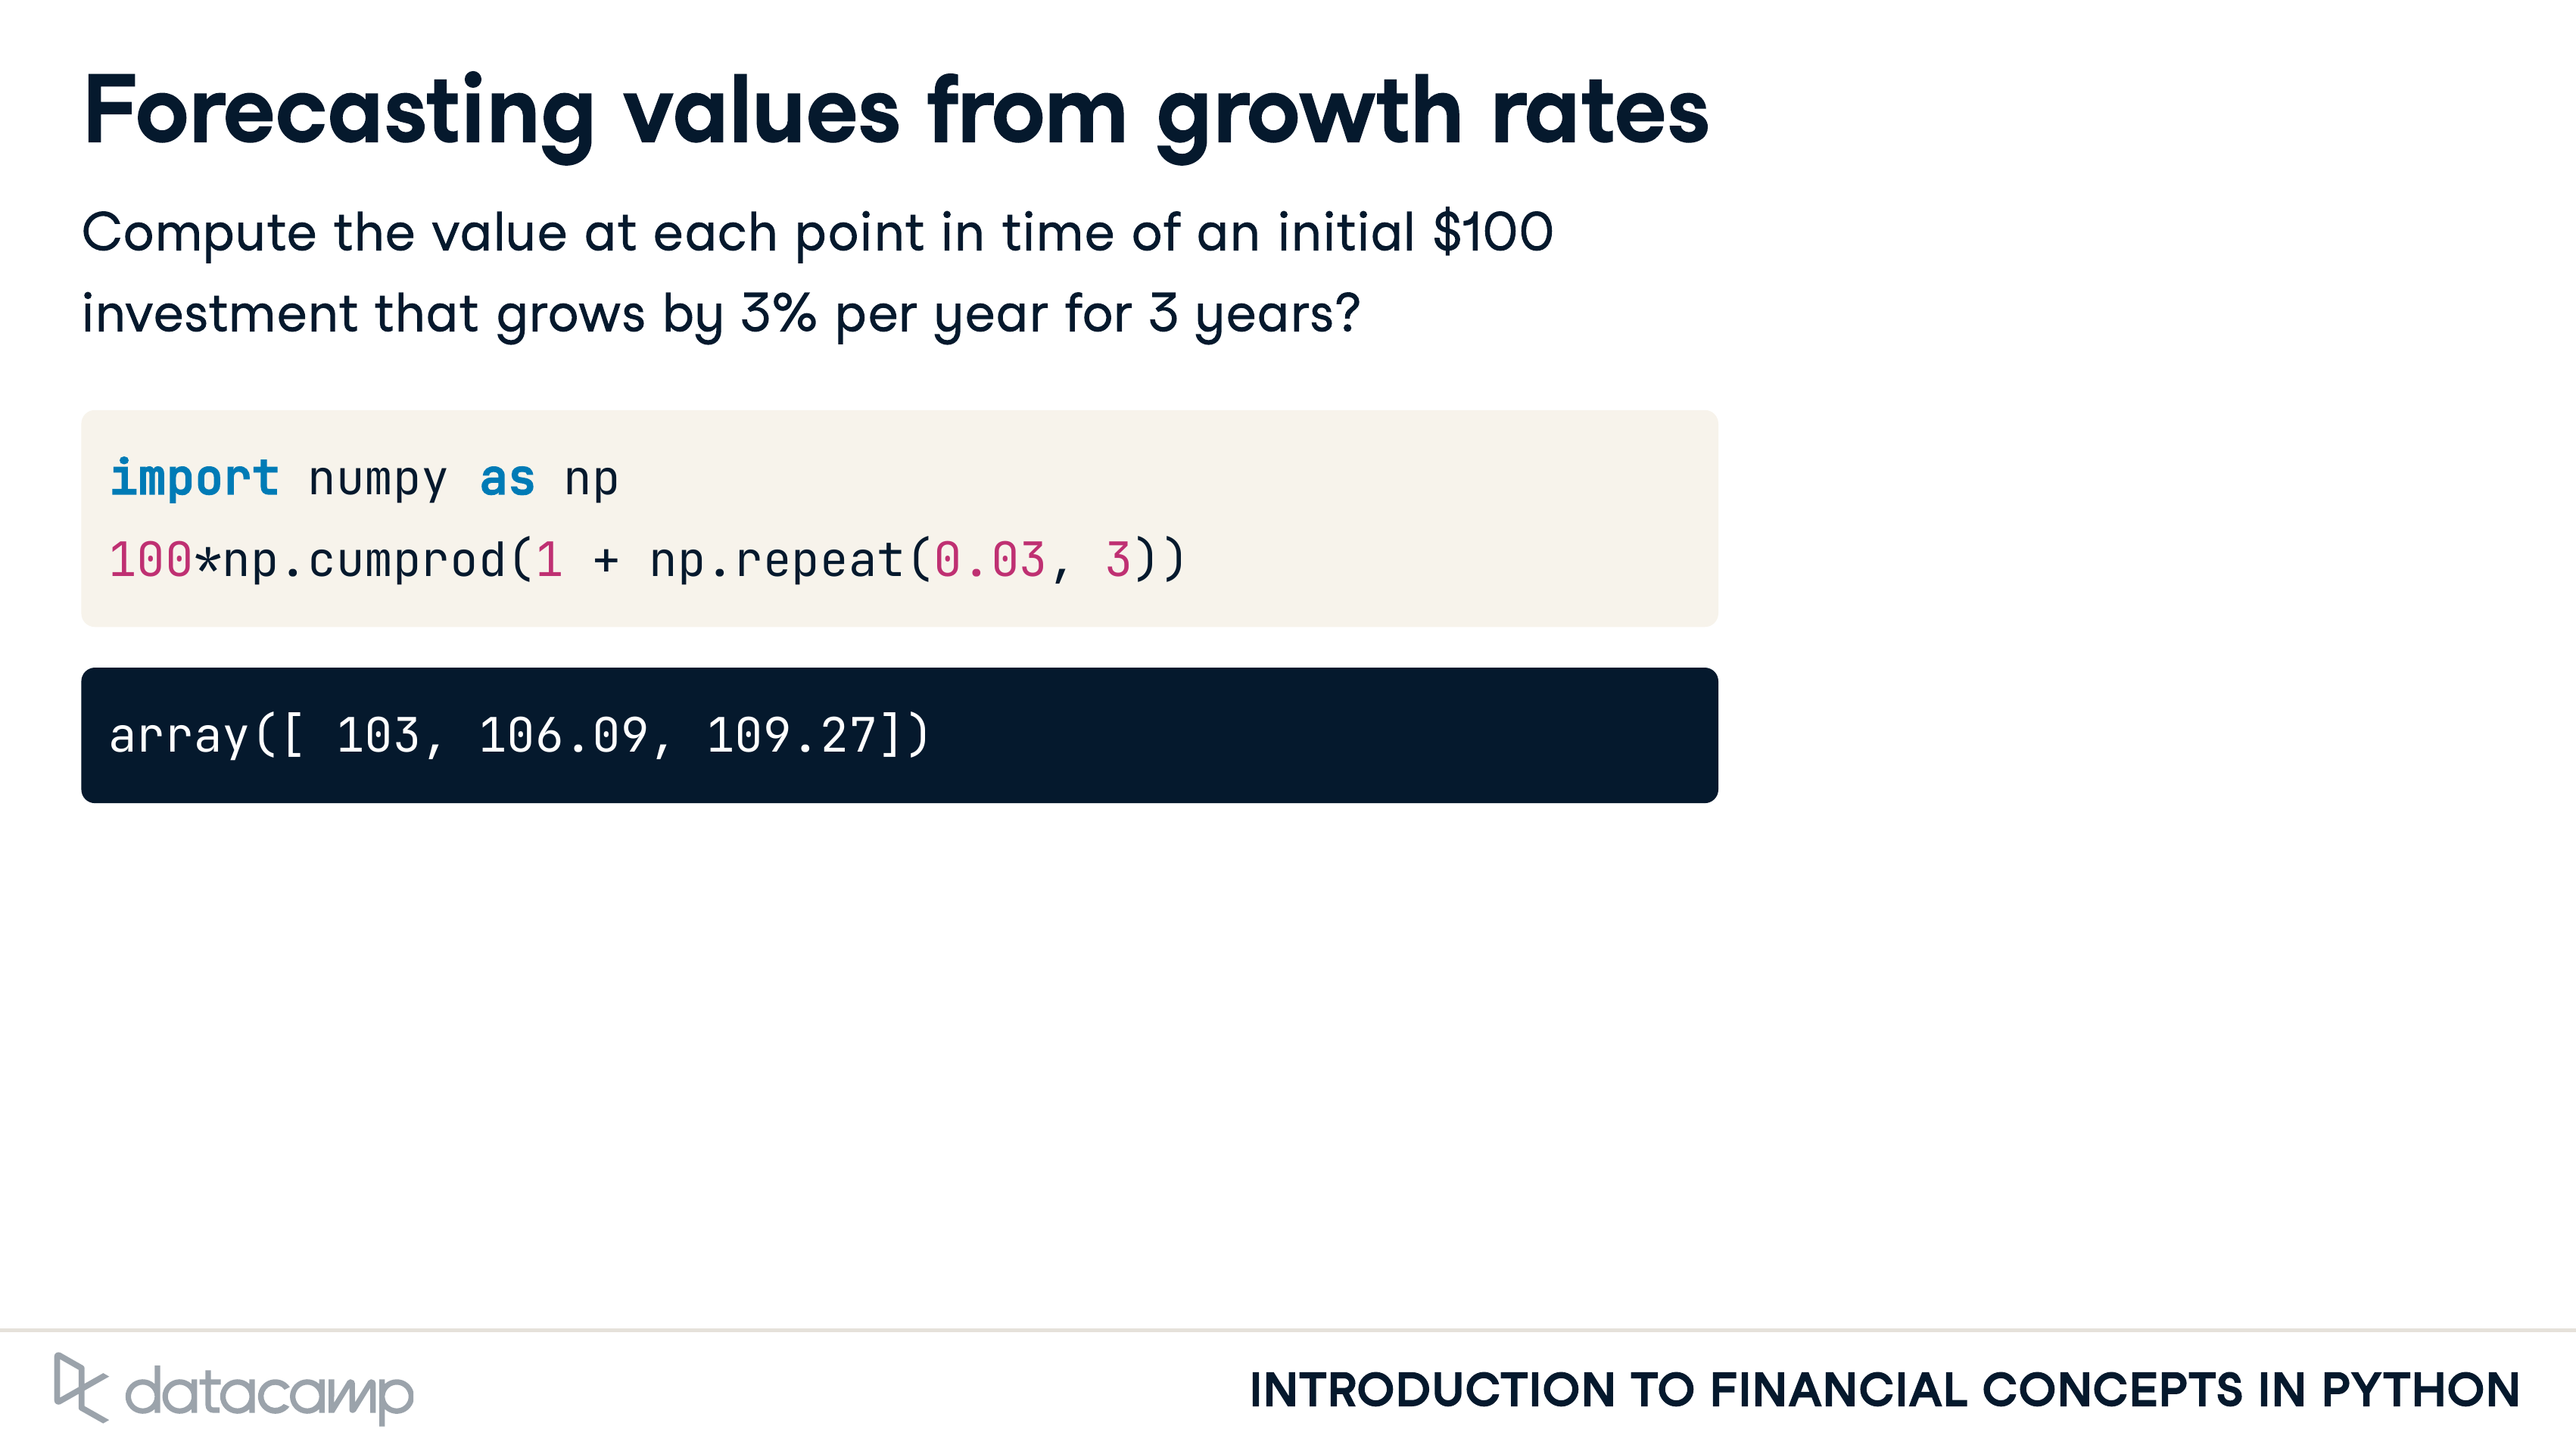 Forecasting values from growth rates
Compute the value at each point in time of an initial $100
investment that grows by 3% per year for 3 years?
import numpy as np
100*np.cumprod(1 + np.repeat(0.03, 3))
array([ 103, 106.09, 109.27])
datacamp
INTRODUCTION TO FINANCIAL CONCEPTS IN PYTHON